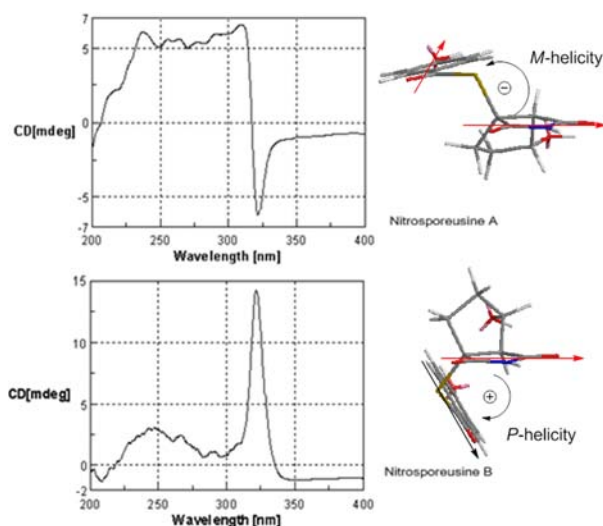 7
5
0
CD[mdeg]
-5
-7
200
250
300
350
400
Wavelength [nm]
M-helicity
−
Nitrosporeusine A
15
10
CD[mdeg]
5
0
-2
200
250
300
350
400
Wavelength [nm]
+
P-helicity
Nitrosporeusine B